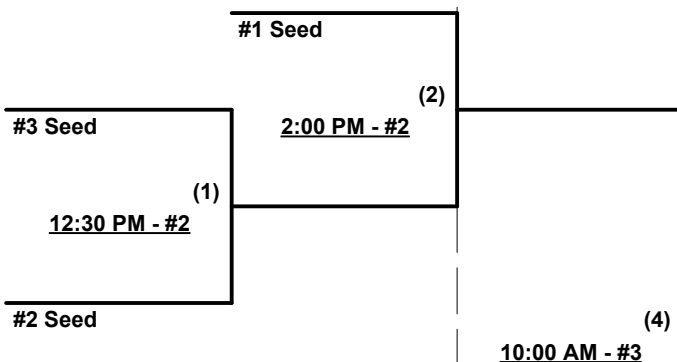 #1 Seed
(2)
#3 Seed
2:00 PM - #2
(1)
12:30 PM - #2
#2 Seed
(4)
10:00 AM - #3